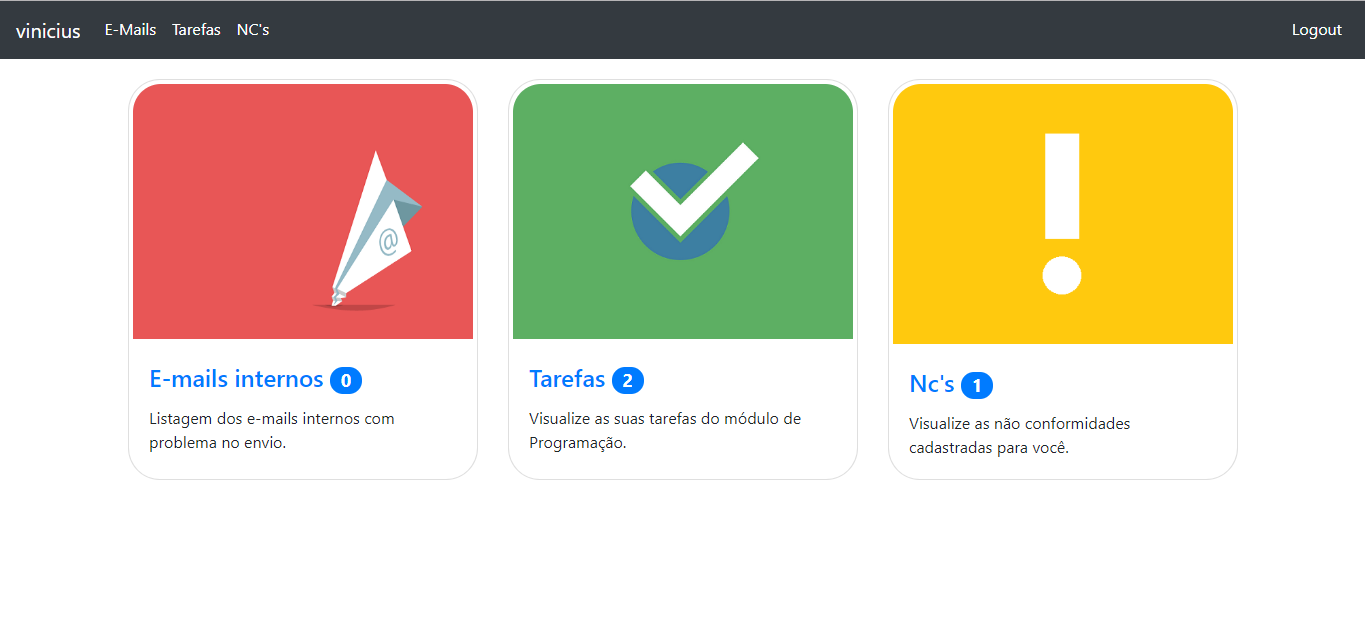 vinicius E-Mails Tarefas NC's Logout
@
E-mails internos 0
Listagem dos e-mails internos com
problema no envio.
Tarefas 2
Visualize as suas tarefas do módulo de
Programação.
Nc's 1
Visualize as não conformidades
cadastradas para você.